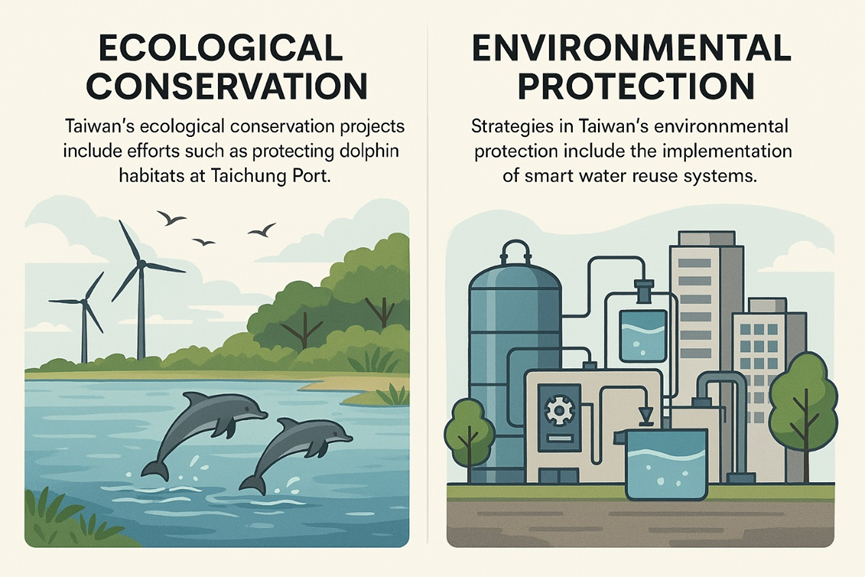 ECOLOGICAL
CONSERVATION
Taiwan's ecological conservation projects
include efforts such as protecting dolphin
habitats at Taichung Port.
ENVIRONMENTAL
PROTECTION
Strategies in Taiwan's environnmental
protection include the implementation
of smart water reuse systems.